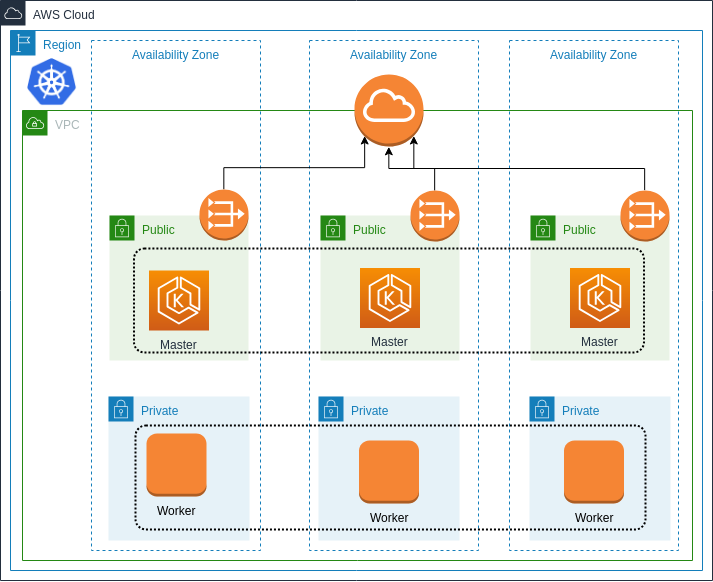 AWS Cloud
Region
Availability Zone
Availability Zone
Availability Zone
VPC
Public
Public
Public
K
K
K
Master
Master
Master
Private
Private
Private
Worker
Worker
Worker